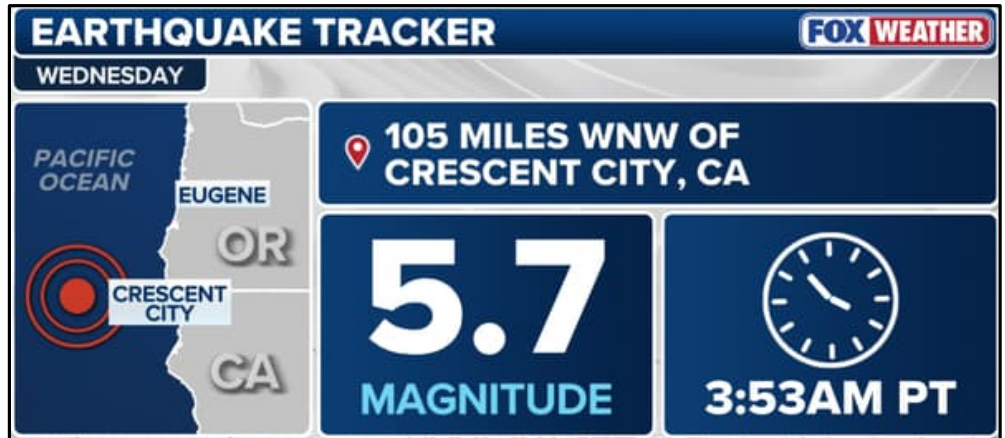 EARTHQUAKE TRACKER
FOX WEATHER
WEDNESDAY
PACIFIC
OCEAN
EUGENE
OR
CRESCENT
CITY
CA
105 MILES WNW OF
CRESCENT CITY, CA
5.7
MAGNITUDE
3:53AM PT